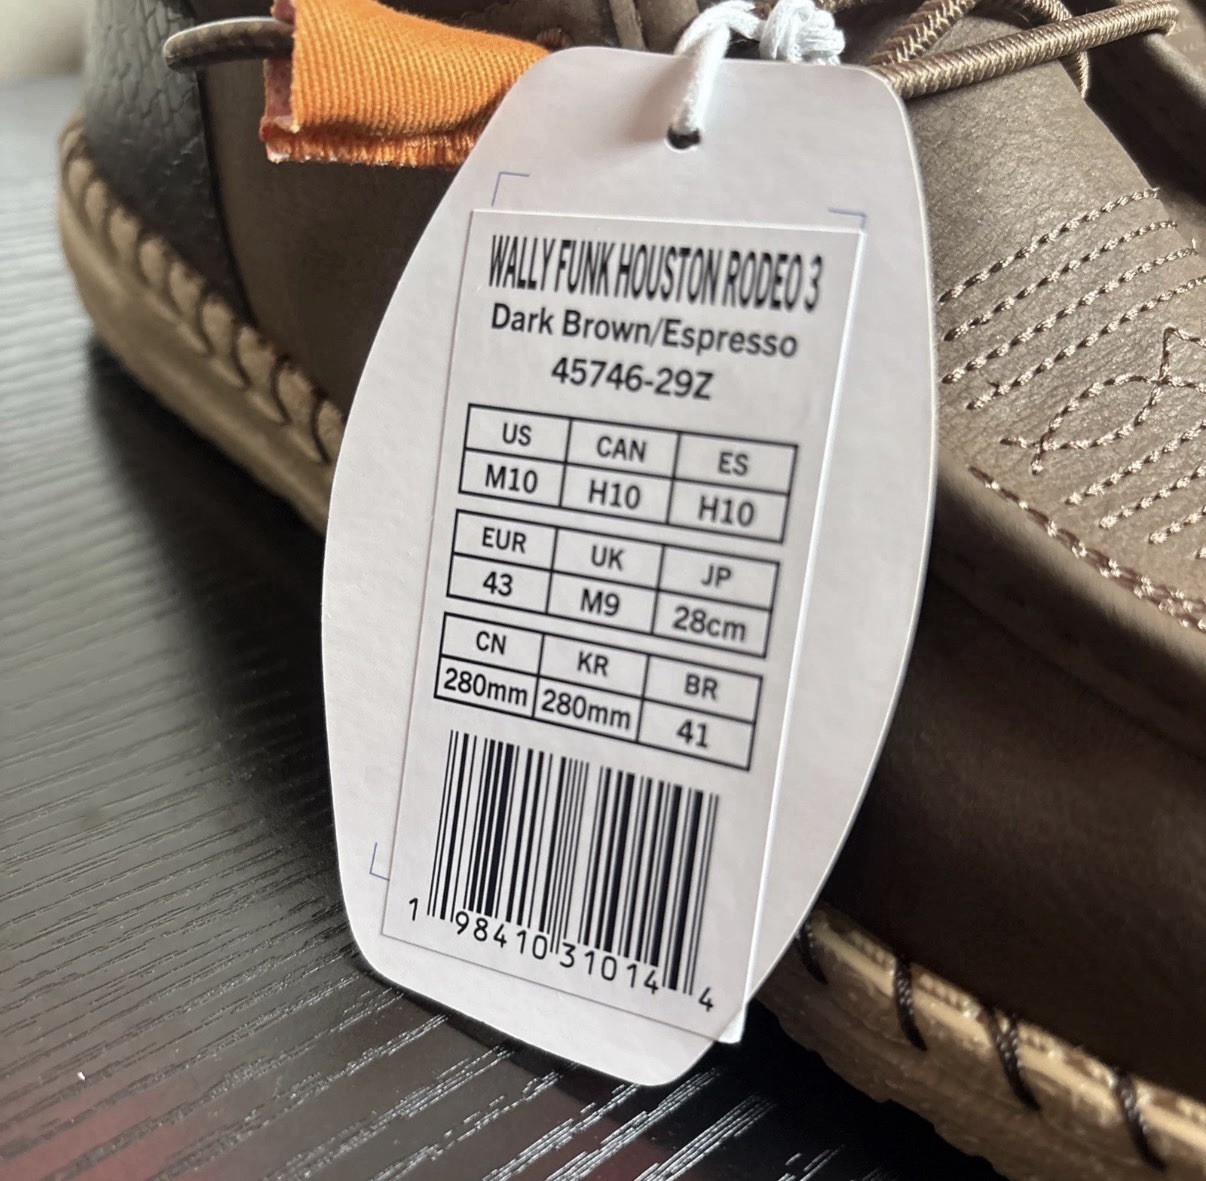 WALLY FUNK HOUSTON RODEO 3
Dark Brown/Espresso
45746-29Z
US CAN ES
M10 H10 H10
EUR UK JP
43 M9 28cm
CN KR BR
280mm 280mm 41
1 98410 31014 4